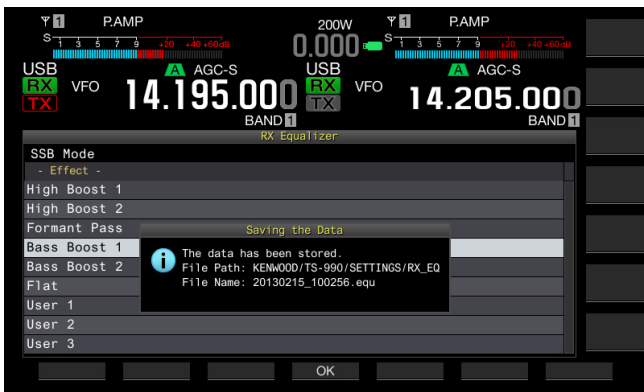 1 P.AMP 200W 1 P.AMP
S 1 3 5 7 9 +20 +40 +60dB 0.000 S 1 3 5 7 9 +20 +40 +60dB
USB A AGC-S USB A AGC-S
RX VFO 14.195.000 RX VFO 14.205.000
TX TX
BAND 1 BAND 1
RX Equalizer
SSB Mode
- Effect -
High Boost 1
High Boost 2
Formant Pass
Saving the Data
Bass Boost 1
The data has been stored.
Bass Boost 2
File Path: KENWOOD/TS-990/SETTINGS/RX_EQ
Flat
File Name: 20130215_100256.equ
User 1
User 2
User 3
OK